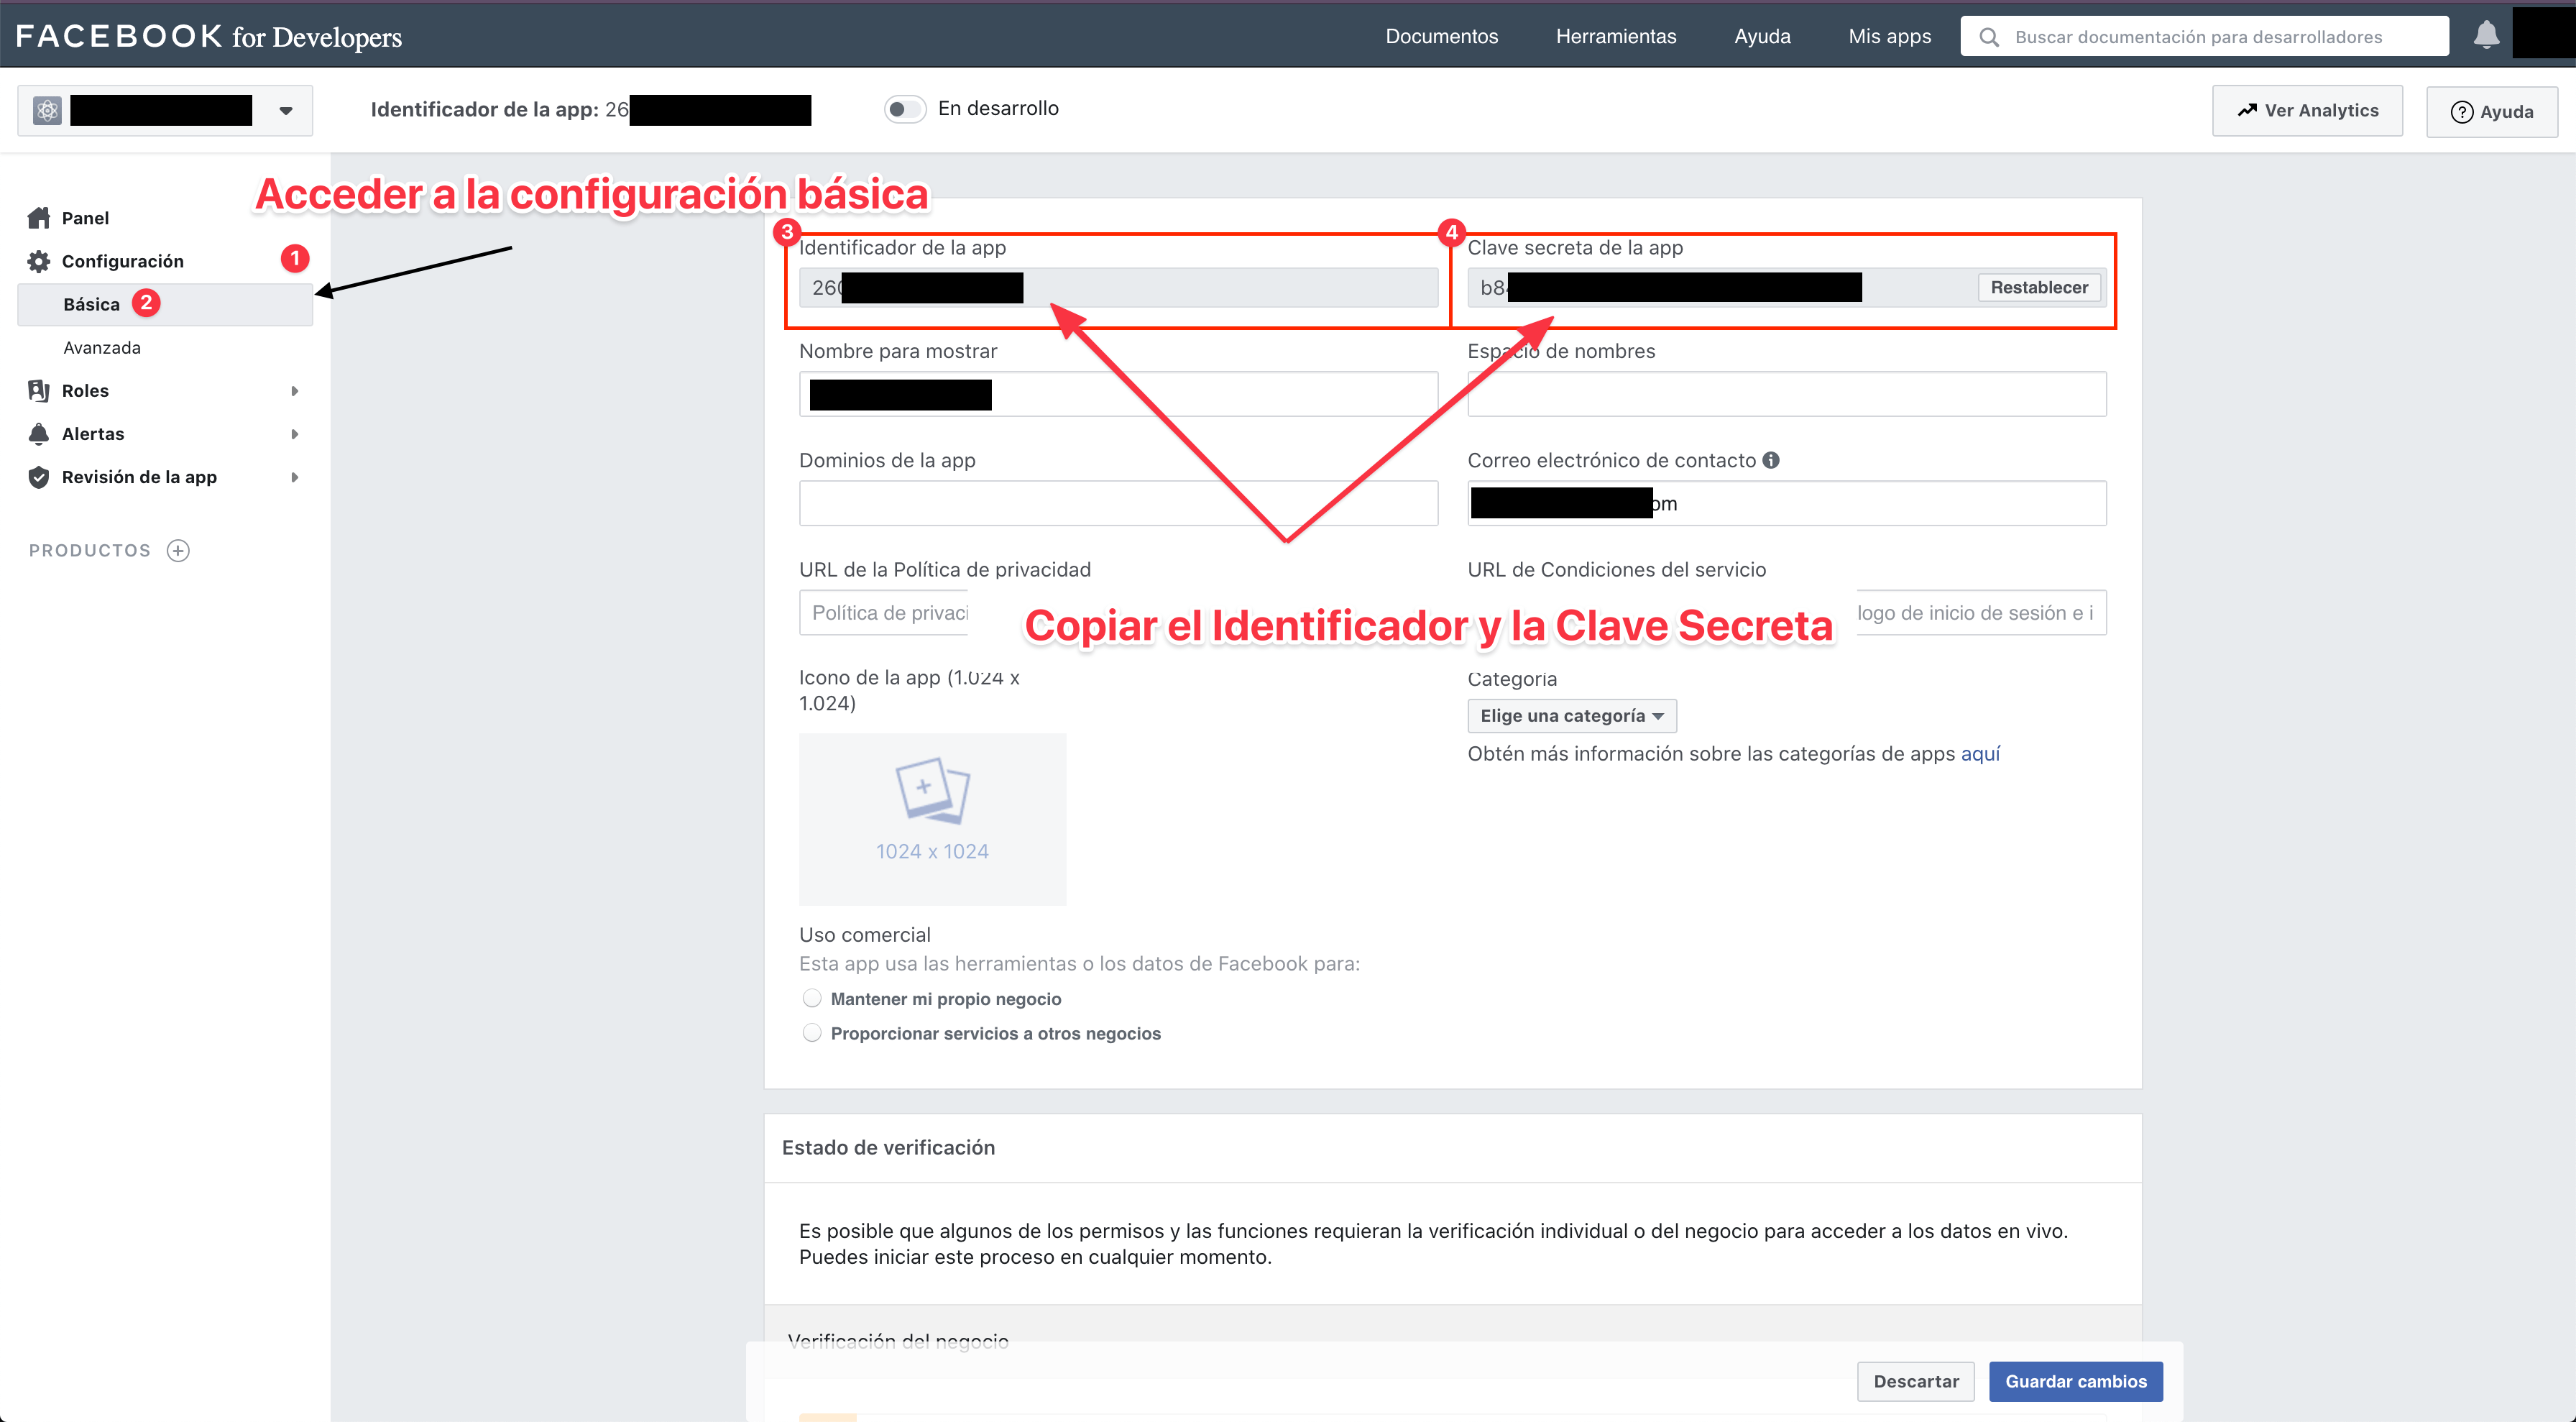 FACEBOOK for Developers
Documentos Herramientas Ayuda Mis apps Buscar documentación para desarrolladores
Identificador de la app: 26 En desarrollo Ver Analytics Ayuda
Acceder a la configuración básica
Panel
Configuración 1
Básica 2
Avanzada
Roles
Alertas
Revisión de la app
PRODUCTOS
3 Identificador de la app
26
4 Clave secreta de la app
b8 Restablecer
Nombre para mostrar
Espacio de nombres
Dominios de la app
Correo electrónico de contacto
om
URL de la Política de privacidad
URL de Condiciones del servicio
Política de privaci
logo de inicio de sesión e i
Copiar el Identificador y la Clave Secreta
Icono de la app (1.024 x
1.024)
1024 x 1024
Categoría
Elige una categoría
Obtén más información sobre las categorías de apps aquí
Uso comercial
Esta app usa las herramientas o los datos de Facebook para:
Mantener mi propio negocio
Proporcionar servicios a otros negocios
Estado de verificación
Es posible que algunos de los permisos y las funciones requieran la verificación individual o del negocio para acceder a los datos en vivo.
Puedes iniciar este proceso en cualquier momento.
Verificación del negocio
Descartar Guardar cambios